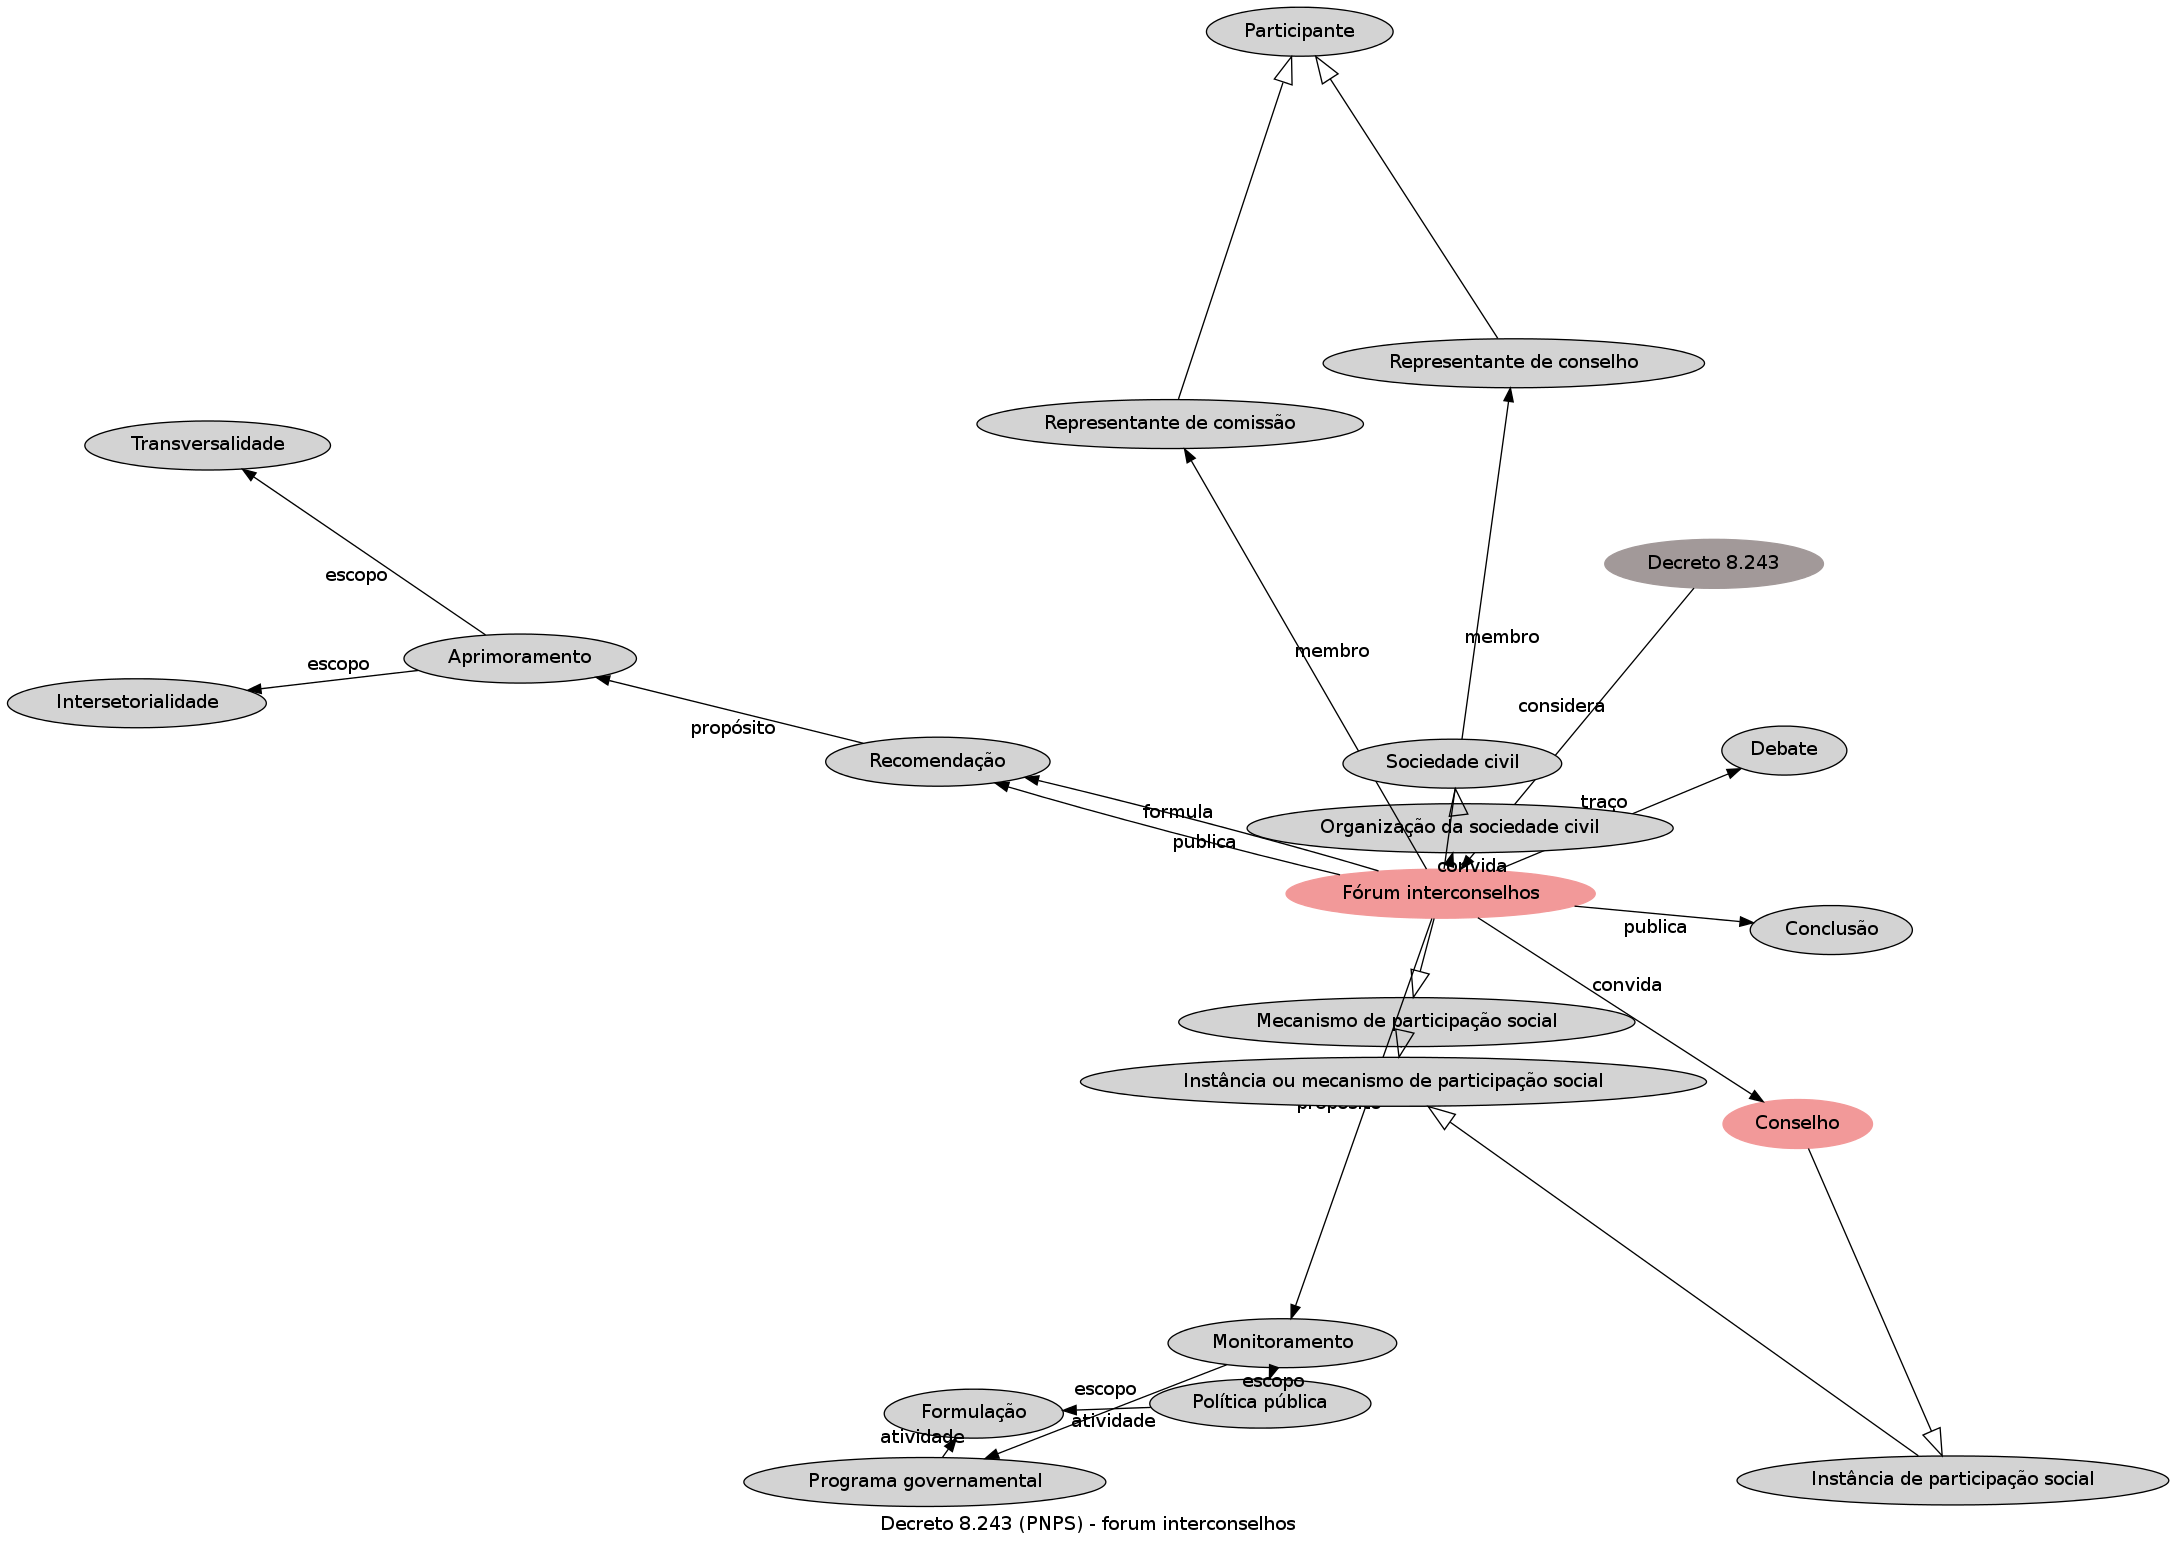 Participante
Representante de conselho
Representante de comissão
Transversalidade
Decreto 8.243
escopo
membro
membro
Aprimoramento
escopo
Intersetorialidade
considera
propósito
Debate
Recomendação
Sociedade civil
traço
formula
Organização da sociedade civil
publica
convida
Fórum interconselhos
publica
Conclusão
convida
Mecanismo de participação social
Instância ou mecanismo de participação social
propósito
Conselho
Monitoramento
escopo
escopo
Política pública
Formulação
atividade
atividade
Programa governamental
Instância de participação social
Decreto 8.243 (PNPS) - forum interconselhos